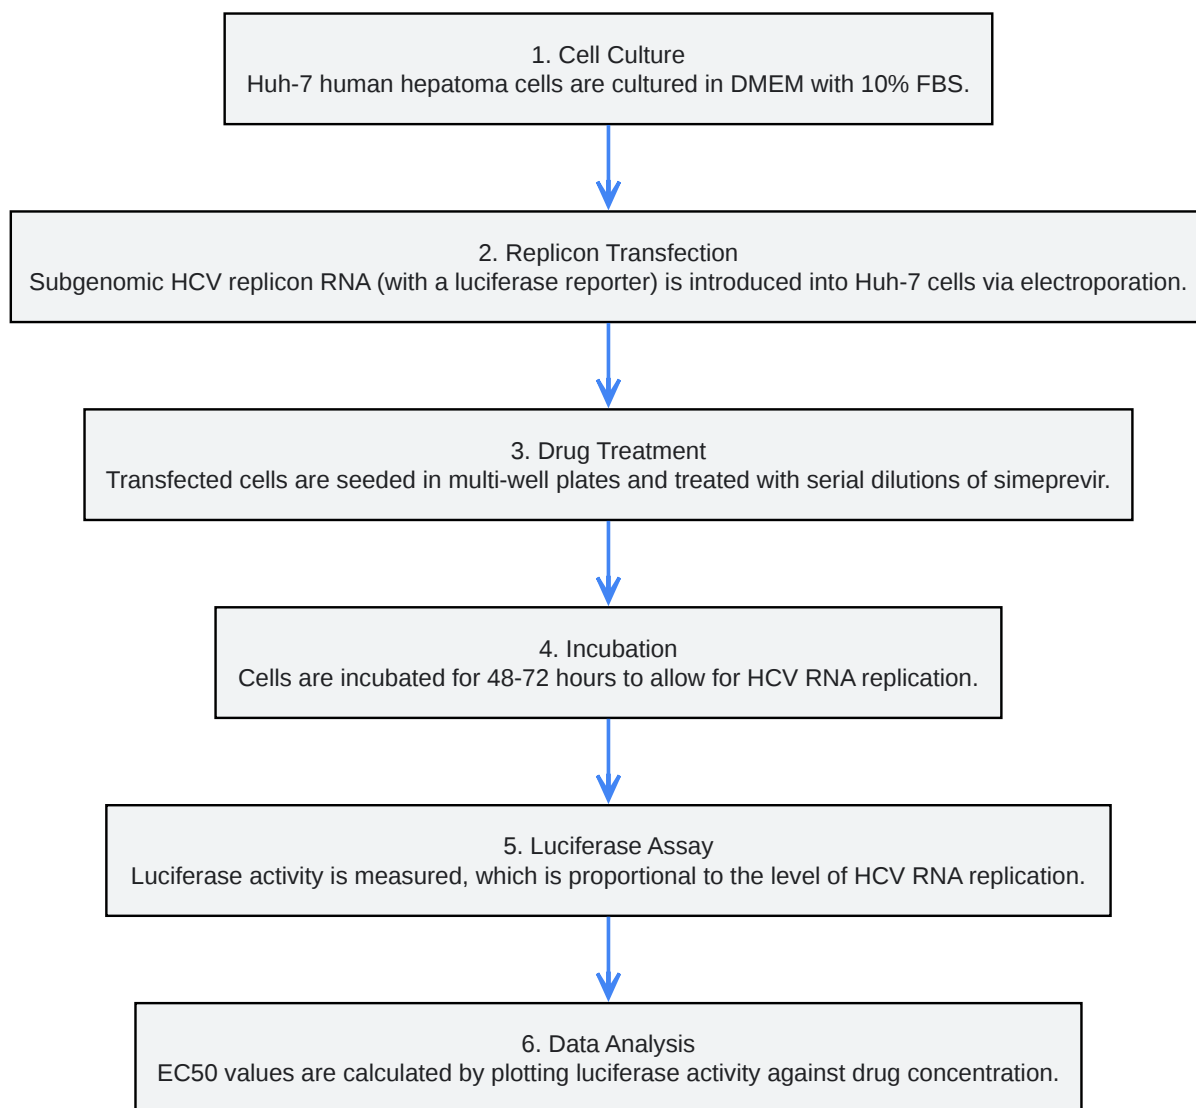 1. Cell Culture
Huh-7 human hepatoma cells are cultured in DMEM with 10% FBS.
2. Replicon Transfection
Subgenomic HCV replicon RNA (with a luciferase reporter) is introduced into Huh-7 cells via electroporation.
3. Drug Treatment
Transfected cells are seeded in multi-well plates and treated with serial dilutions of simeprevir.
4. Incubation
Cells are incubated for 48-72 hours to allow for HCV RNA replication.
5. Luciferase Assay
Luciferase activity is measured, which is proportional to the level of HCV RNA replication.
6. Data Analysis
EC50 values are calculated by plotting luciferase activity against drug concentration.